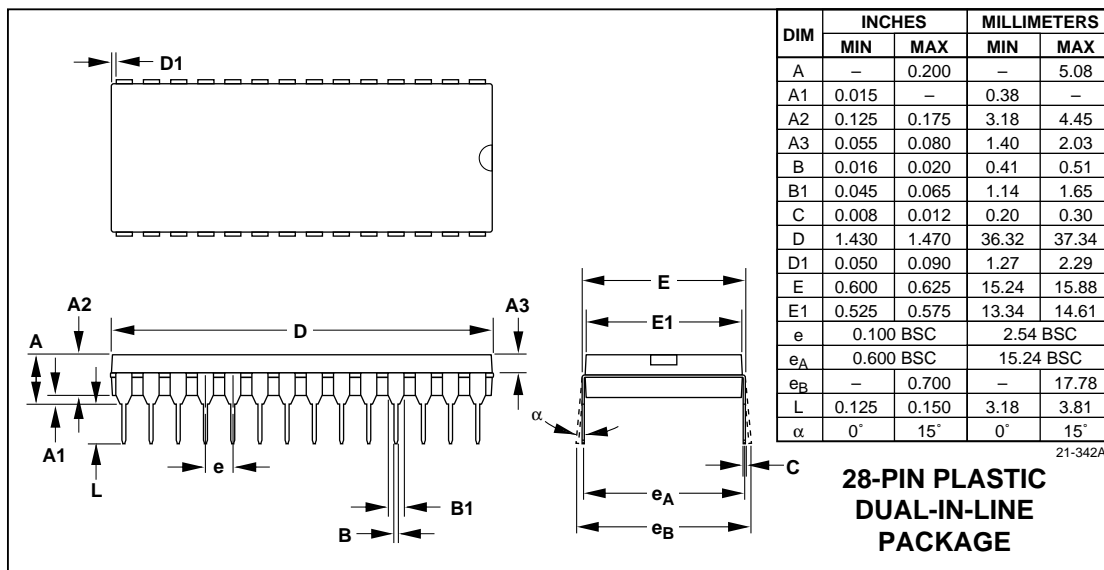 D1
A2
A
D
A3
A1
L
e
B1
B
E
E1
α
C
eA
eB
DIM INCHES MILLIMETERS
MIN MAX MIN MAX
A – 0.200 – 5.08
A1 0.015 – 0.38 –
A2 0.125 0.175 3.18 4.45
A3 0.055 0.080 1.40 2.03
B 0.016 0.020 0.41 0.51
B1 0.045 0.065 1.14 1.65
C 0.008 0.012 0.20 0.30
D 1.430 1.470 36.32 37.34
D1 0.050 0.090 1.27 2.29
E 0.600 0.625 15.24 15.88
E1 0.525 0.575 13.34 14.61
e 0.100 BSC 2.54 BSC
eA 0.600 BSC 15.24 BSC
eB – 0.700 – 17.78
L 0.125 0.150 3.18 3.81
α 0° 15° 0° 15°
21-342A
28-PIN PLASTIC
DUAL-IN-LINE
PACKAGE